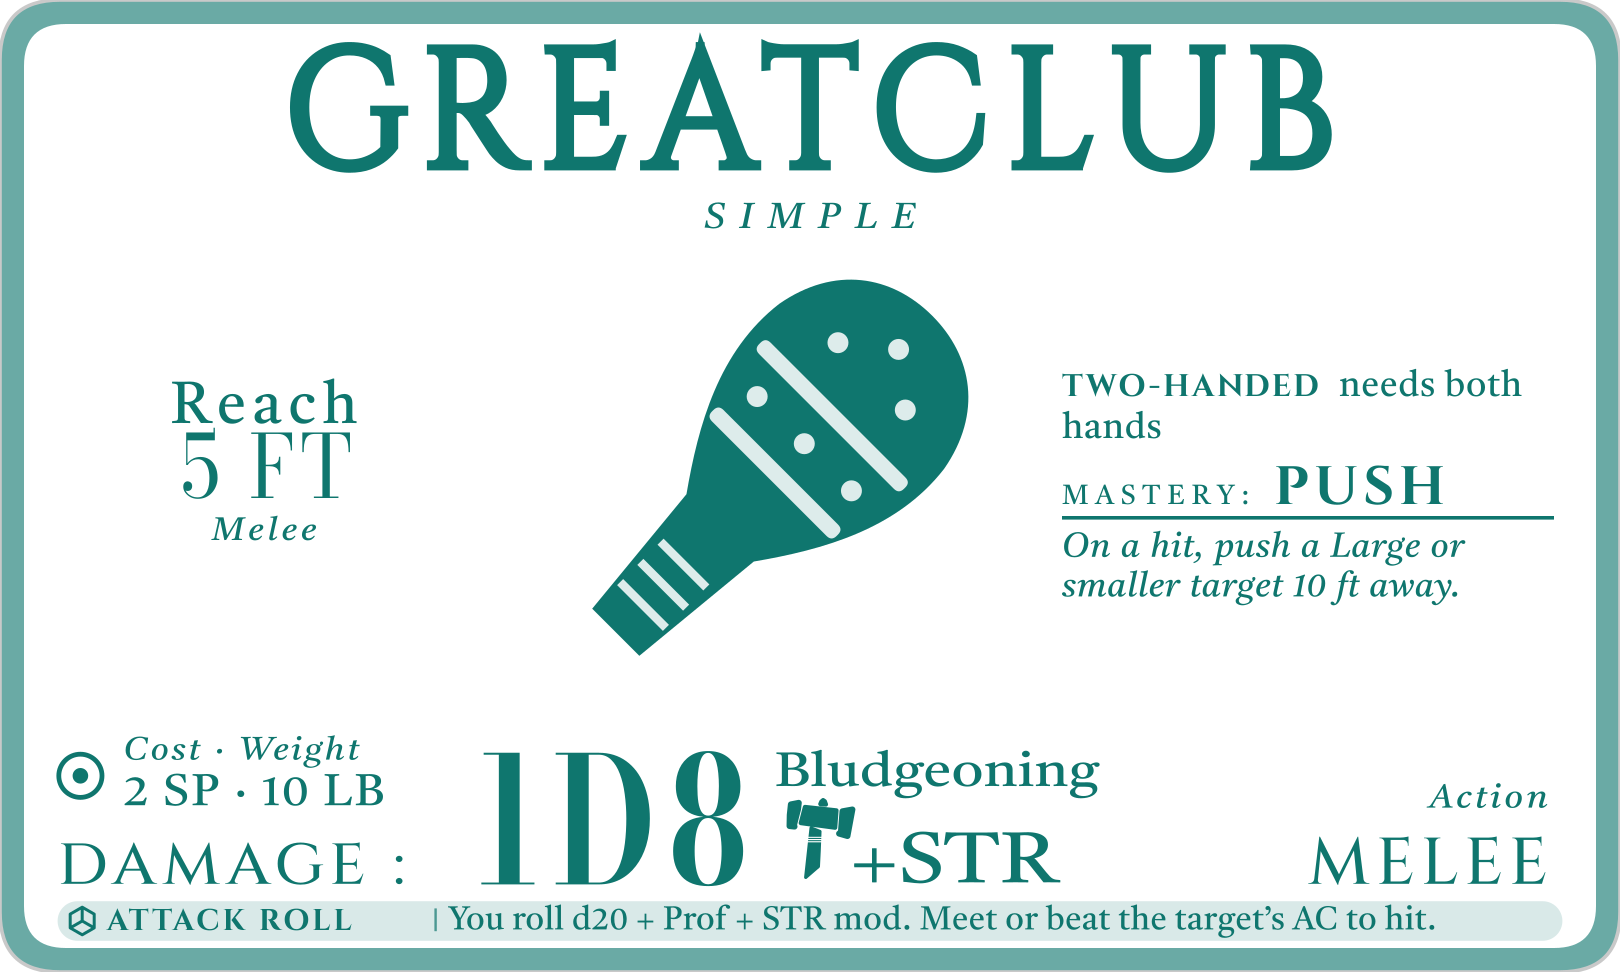 GREATCLUB
SIMPLE
Reach
5 FT
Melee
TWO-HANDED needs both
hands
MASTERY: PUSH
On a hit, push a Large or
smaller target 10 ft away.
Cost · Weight
2 SP · 10 LB
DAMAGE :
1D8
Bludgeoning
+STR
Action
MELEE
ATTACK ROLL | You roll d20 + Prof + STR mod. Meet or beat the target’s AC to hit.